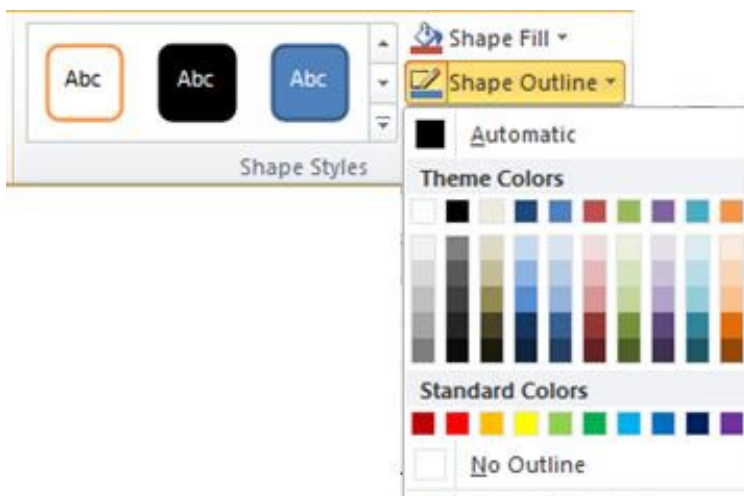 Abc Abc Abc
Shape Fill
Shape Outline
Shape Styles
Automatic
Theme Colors
Standard Colors
No Outline